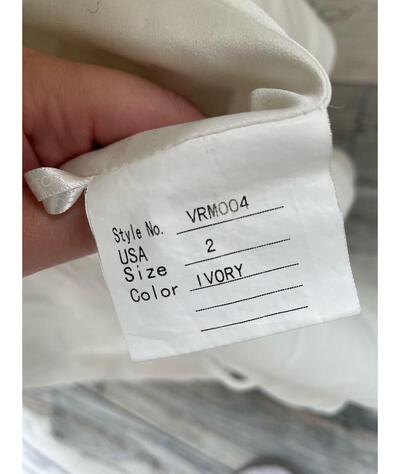 Style No. VRM004
USA
Size 2
Color IVORY